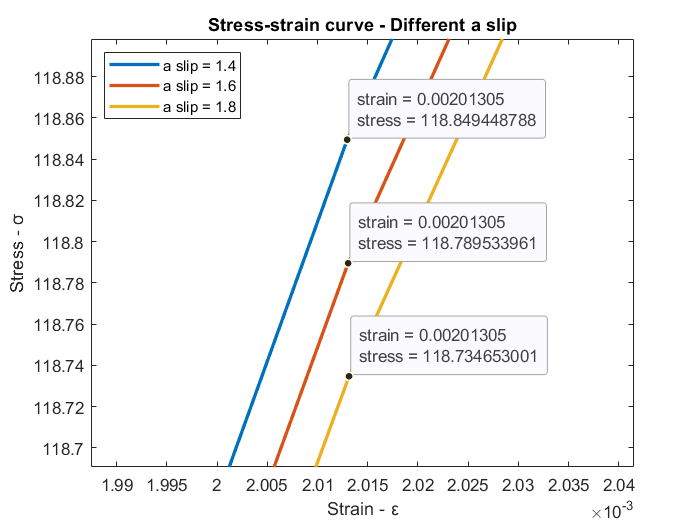 Stress-strain curve - Different a slip
a slip = 1.4
a slip = 1.6
a slip = 1.8
strain = 0.00201305
stress = 118.849448788
strain = 0.00201305
stress = 118.789533961
strain = 0.00201305
stress = 118.734653001
Stress - σ
118.88
118.86
118.84
118.82
118.8
118.78
118.76
118.74
118.72
118.7
1.99 1.995 2 2.005 2.01 2.015 2.02 2.025 2.03 2.035 2.04
Strain - ε
×10⁻³